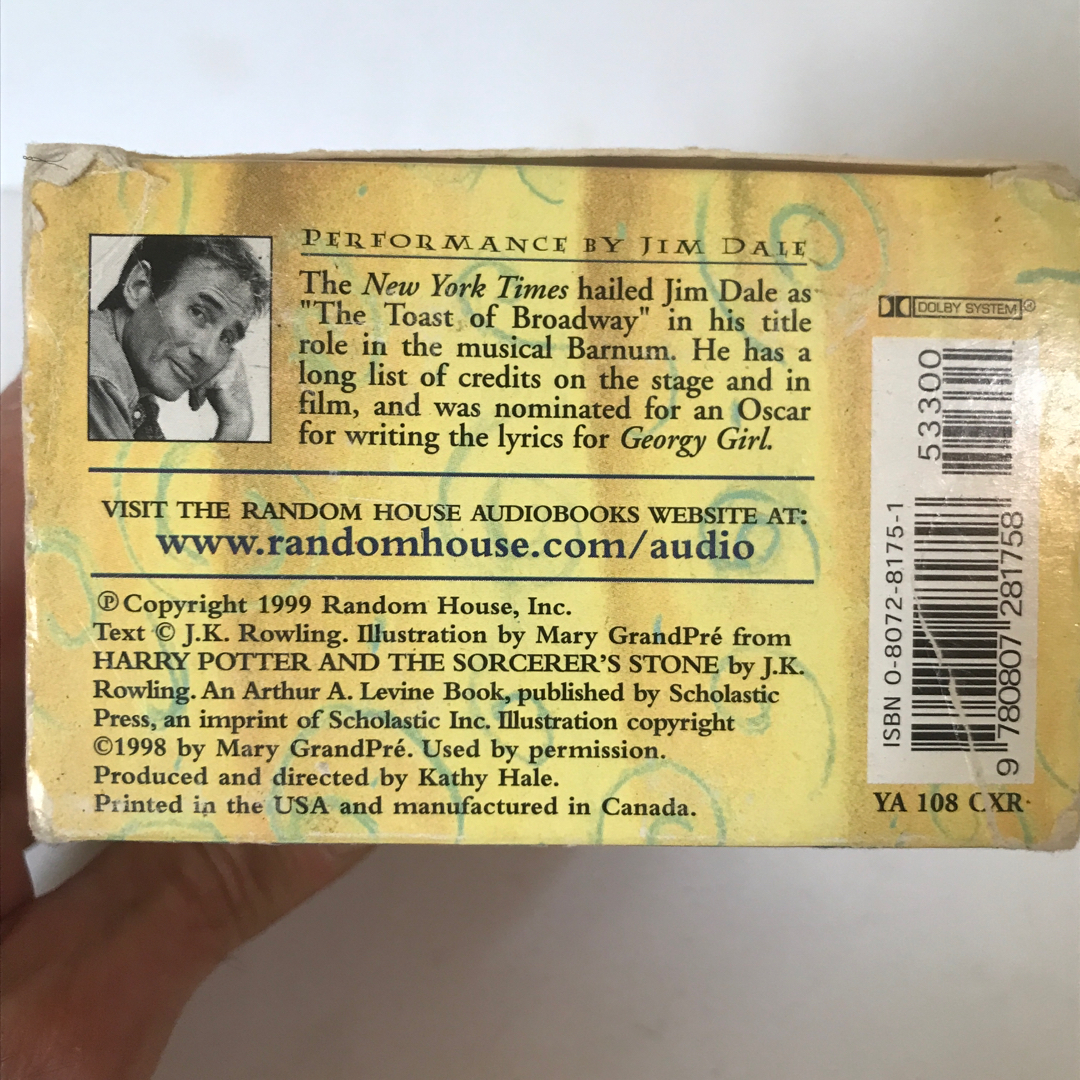 PERFORMANCE BY JIM DALE
The New York Times hailed Jim Dale as
"The Toast of Broadway" in his title
role in the musical Barnum. He has a
long list of credits on the stage and in
film, and was nominated for an Oscar
for writing the lyrics for Georgy Girl.
VISIT THE RANDOM HOUSE AUDIOBOOKS WEBSITE AT:
www.randomhouse.com/audio
℗ Copyright 1999 Random House, Inc.
Text © J.K. Rowling. Illustration by Mary GrandPré from
HARRY POTTER AND THE SORCERER'S STONE by J.K.
Rowling. An Arthur A. Levine Book, published by Scholastic
Press, an imprint of Scholastic Inc. Illustration copyright
©1998 by Mary GrandPré. Used by permission.
Produced and directed by Kathy Hale.
Printed in the USA and manufactured in Canada.
DOLBY SYSTEM®
53300
ISBN 0-8072-8175-1
9 780807 281758
YA 108 CXR